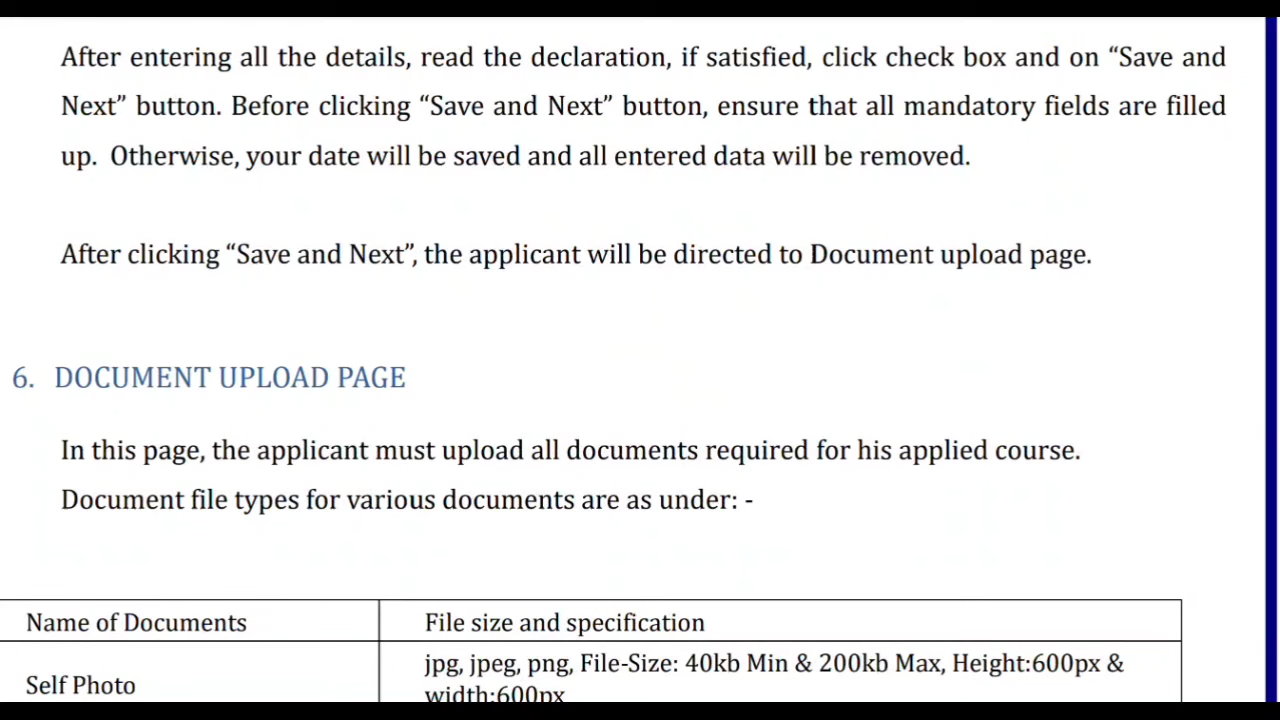 After entering all the details, read the declaration, if satisfied, click check box and on “Save and
Next” button. Before clicking “Save and Next” button, ensure that all mandatory fields are filled
up. Otherwise, your date will be saved and all entered data will be removed.
After clicking “Save and Next”, the applicant will be directed to Document upload page.
6. DOCUMENT UPLOAD PAGE
In this page, the applicant must upload all documents required for his applied course.
Document file types for various documents are as under: -
Name of Documents File size and specification
Self Photo jpg, jpeg, png, File-Size: 40kb Min & 200kb Max, Height:600px &
width:600px